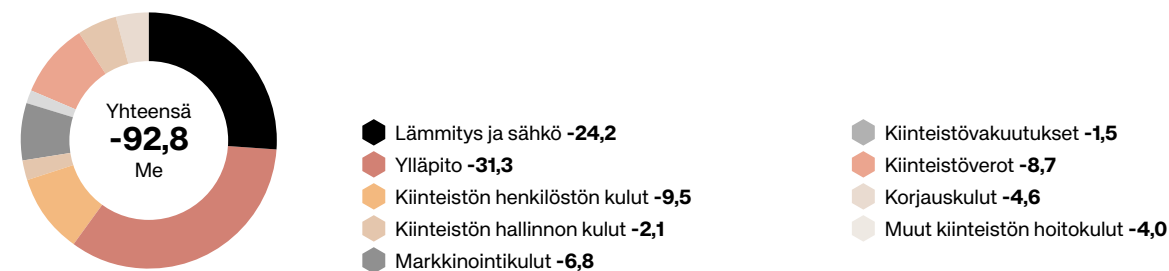 Yhteensä
-92,8
Me
Lämmitys ja sähkö -24,2
Ylläpito -31,3
Kiinteistön henkilöstön kulut -9,5
Kiinteistön hallinnon kulut -2,1
Markkinointikulut -6,8
Kiinteistövakuutukset -1,5
Kiinteistöverot -8,7
Korjauskulut -4,6
Muut kiinteistön hoitokulut -4,0